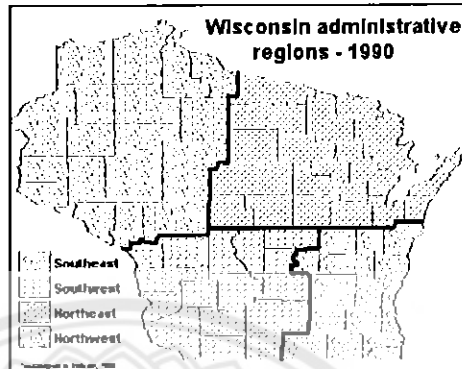 Wisconsin administrative
regions - 1990
Southeast
Southwest
Northeast
Northwest